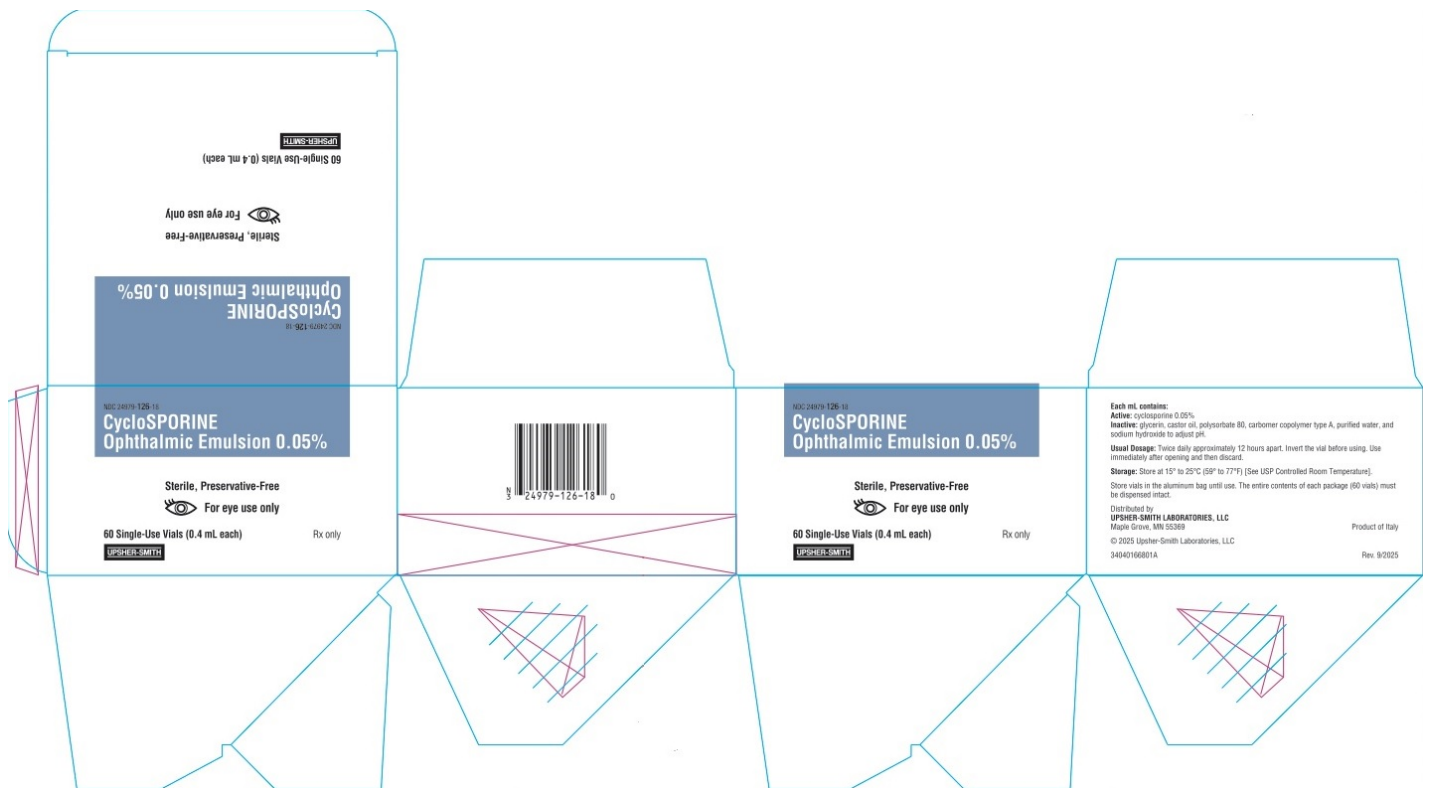 UPSHER-SMITH
60 Single-Use Vials (0.4 mL each)
For eye use only
Sterile, Preservative-Free
Ophthalmic Emulsion 0.05%
CycloSPORINE
NDC 24979-126-18
NDC 24979-126-18
CycloSPORINE
Ophthalmic Emulsion 0.05%
Sterile, Preservative-Free
For eye use only
60 Single-Use Vials (0.4 mL each) Rx only
UPSHER-SMITH
N
3 24979-126-18 0
NDC 24979-126-18
CycloSPORINE
Ophthalmic Emulsion 0.05%
Sterile, Preservative-Free
For eye use only
60 Single-Use Vials (0.4 mL each) Rx only
UPSHER-SMITH
Each mL contains:
Active: cyclosporine 0.05%
Inactive: glycerin, castor oil, polysorbate 80, carbomer copolymer type A, purified water, and
sodium hydroxide to adjust pH.
Usual Dosage: Twice daily approximately 12 hours apart. Invert the vial before using. Use
immediately after opening and then discard.
Storage: Store at 15° to 25°C (59° to 77°F) [See USP Controlled Room Temperature].
Store vials in the aluminum bag until use. The entire contents of each package (60 vials) must
be dispensed intact.
Distributed by
UPSHER-SMITH LABORATORIES, LLC
Maple Grove, MN 55369 Product of Italy
© 2025 Upsher-Smith Laboratories, LLC
34040166801A Rev. 9/2025